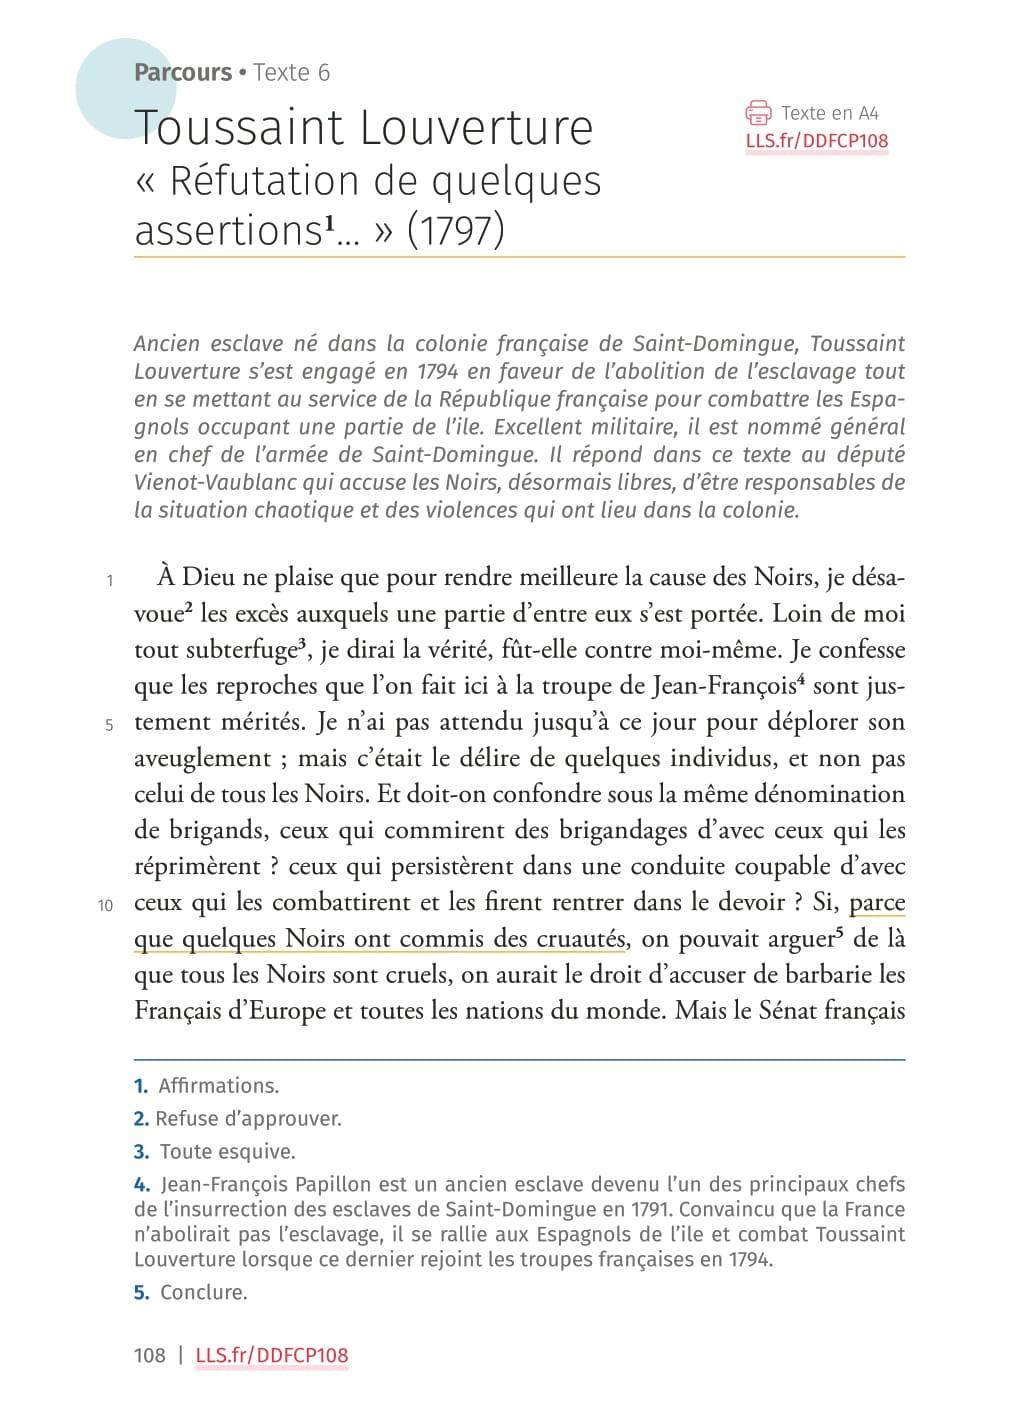 Parcours • Texte 6
Toussaint Louverture
« Réfutation de quelques
assertions¹... » (1797)
Texte en A4
LLS.fr/DDFCP108
Ancien esclave né dans la colonie française de Saint-Domingue, Toussaint
Louverture s’est engagé en 1794 en faveur de l’abolition de l’esclavage tout
en se mettant au service de la République française pour combattre les Espa-
gnols occupant une partie de l’ile. Excellent militaire, il est nommé général
en chef de l’armée de Saint-Domingue. Il répond dans ce texte au député
Vienot-Vaublanc qui accuse les Noirs, désormais libres, d’être responsables de
la situation chaotique et des violences qui ont lieu dans la colonie.
1 À Dieu ne plaise que pour rendre meilleure la cause des Noirs, je désa-
voue² les excès auxquels une partie d’entre eux s’est portée. Loin de moi
tout subterfuge³, je dirai la vérité, fût-elle contre moi-même. Je confesse
que les reproches que l’on fait ici à la troupe de Jean-François⁴ sont jus-
5 tement mérités. Je n’ai pas attendu jusqu’à ce jour pour déplorer son
aveuglement ; mais c’était le délire de quelques individus, et non pas
celui de tous les Noirs. Et doit-on confondre sous la même dénomination
de brigands, ceux qui commirent des brigandages d’avec ceux qui les
réprimèrent ? ceux qui persistèrent dans une conduite coupable d’avec
10 ceux qui les combattirent et les firent rentrer dans le devoir ? Si, parce
que quelques Noirs ont commis des cruautés, on pouvait arguer⁵ de là
que tous les Noirs sont cruels, on aurait le droit d’accuser de barbarie les
Français d’Europe et toutes les nations du monde. Mais le Sénat français
1. Affirmations.
2. Refuse d’approuver.
3. Toute esquive.
4. Jean-François Papillon est un ancien esclave devenu l’un des principaux chefs
de l’insurrection des esclaves de Saint-Domingue en 1791. Convaincu que la France
n’abolirait pas l’esclavage, il se rallie aux Espagnols de l’ile et combat Toussaint
Louverture lorsque ce dernier rejoint les troupes françaises en 1794.
5. Conclure.
108 | LLS.fr/DDFCP108